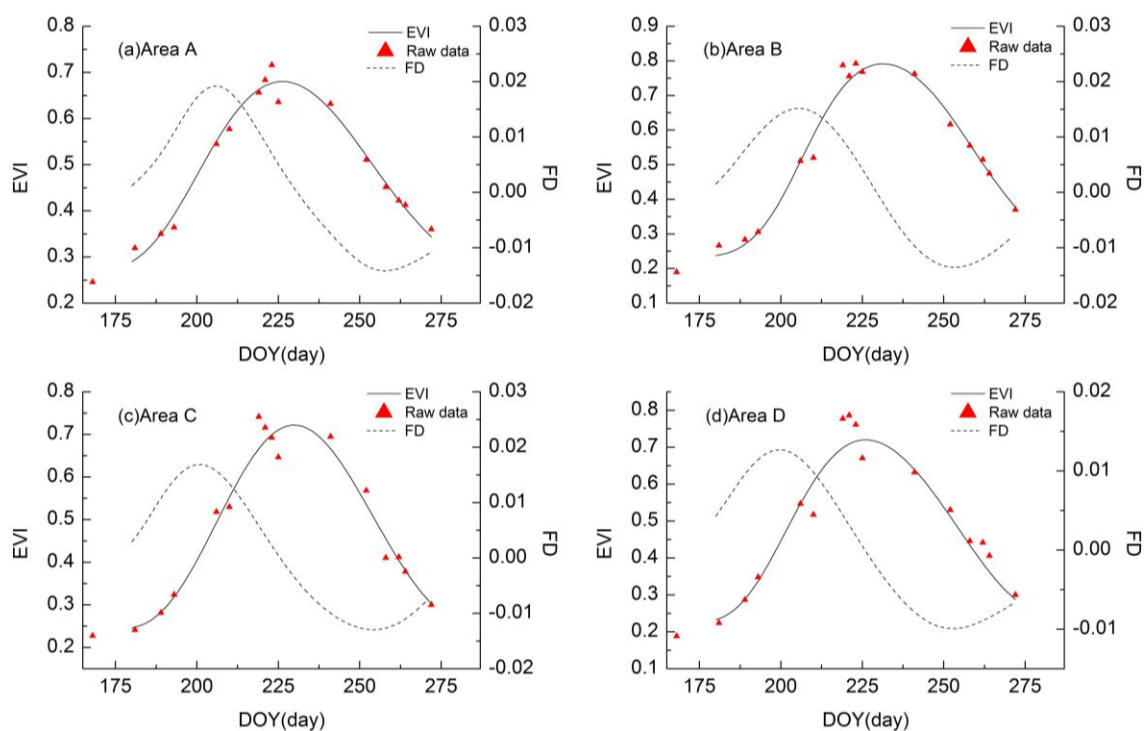 (a)Area A
EVI
Raw data
FD
0.8
0.7
0.6
0.5
0.4
0.3
0.2
EVI
0.03
0.02
0.01
0.00
-0.01
-0.02
FD
175 200 225 250 275
DOY(day)
(b)Area B
EVI
Raw data
FD
0.9
0.8
0.7
0.6
0.5
0.4
0.3
0.2
0.1
EVI
0.03
0.02
0.01
0.00
-0.01
-0.02
FD
175 200 225 250 275
DOY(day)
(c)Area C
EVI
Raw data
FD
0.8
0.7
0.6
0.5
0.4
0.3
0.2
EVI
0.03
0.02
0.01
0.00
-0.01
-0.02
FD
175 200 225 250 275
DOY(day)
(d)Area D
EVI
Raw data
FD
0.8
0.7
0.6
0.5
0.4
0.3
0.2
0.1
EVI
0.02
0.01
0.00
-0.01
FD
175 200 225 250 275
DOY(day)